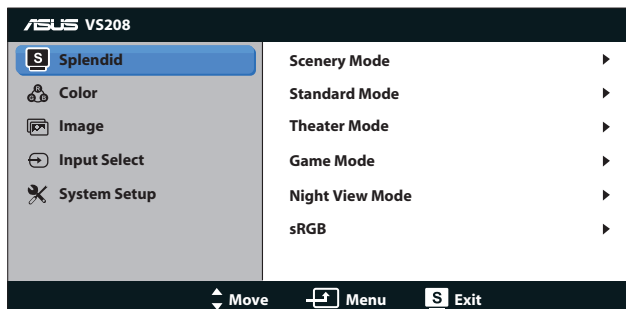 ASUS VS208
S Splendid
Color
Image
Input Select
System Setup
Scenery Mode
Standard Mode
Theater Mode
Game Mode
Night View Mode
sRGB
Move Menu S Exit